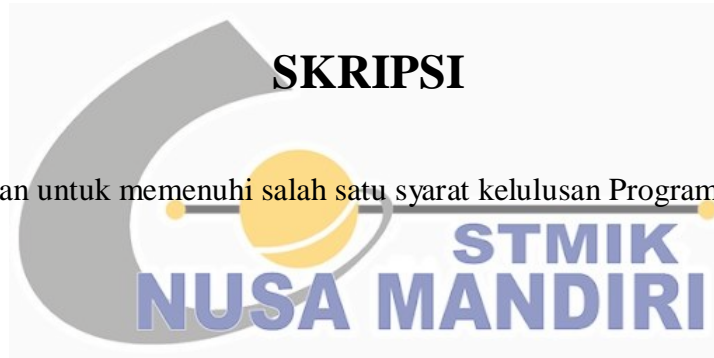 SKRIPSI
an untuk memenuhi salah satu syarat kelulusan Program
STMIK
NUSA MANDIRI